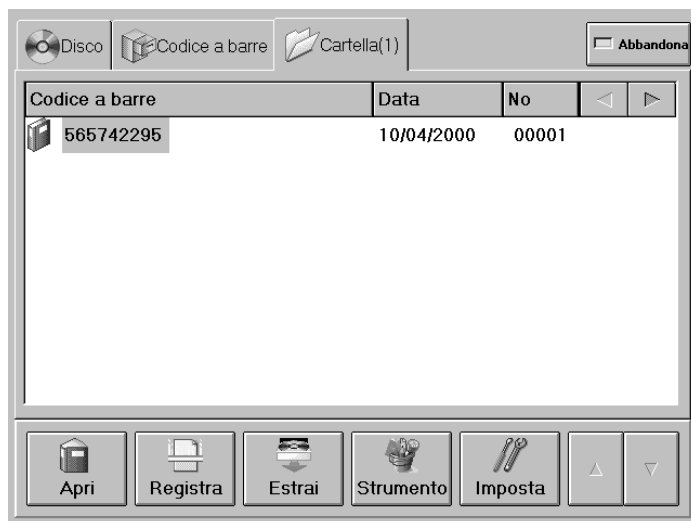 Disco Codice a barre Cartella(1) Abbandona
Codice a barre Data No
565742295 10/04/2000 00001
Apri Registra Estrai Strumento Imposta